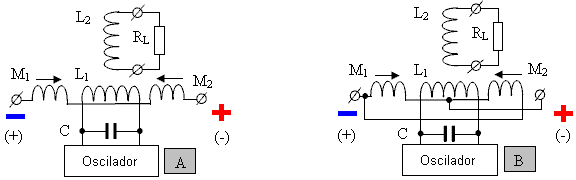 L2
RL
M1
L1
M2
(+)
C
(-)
Oscilador
A
L2
RL
M1
L1
M2
(+)
C
(-)
Oscilador
B